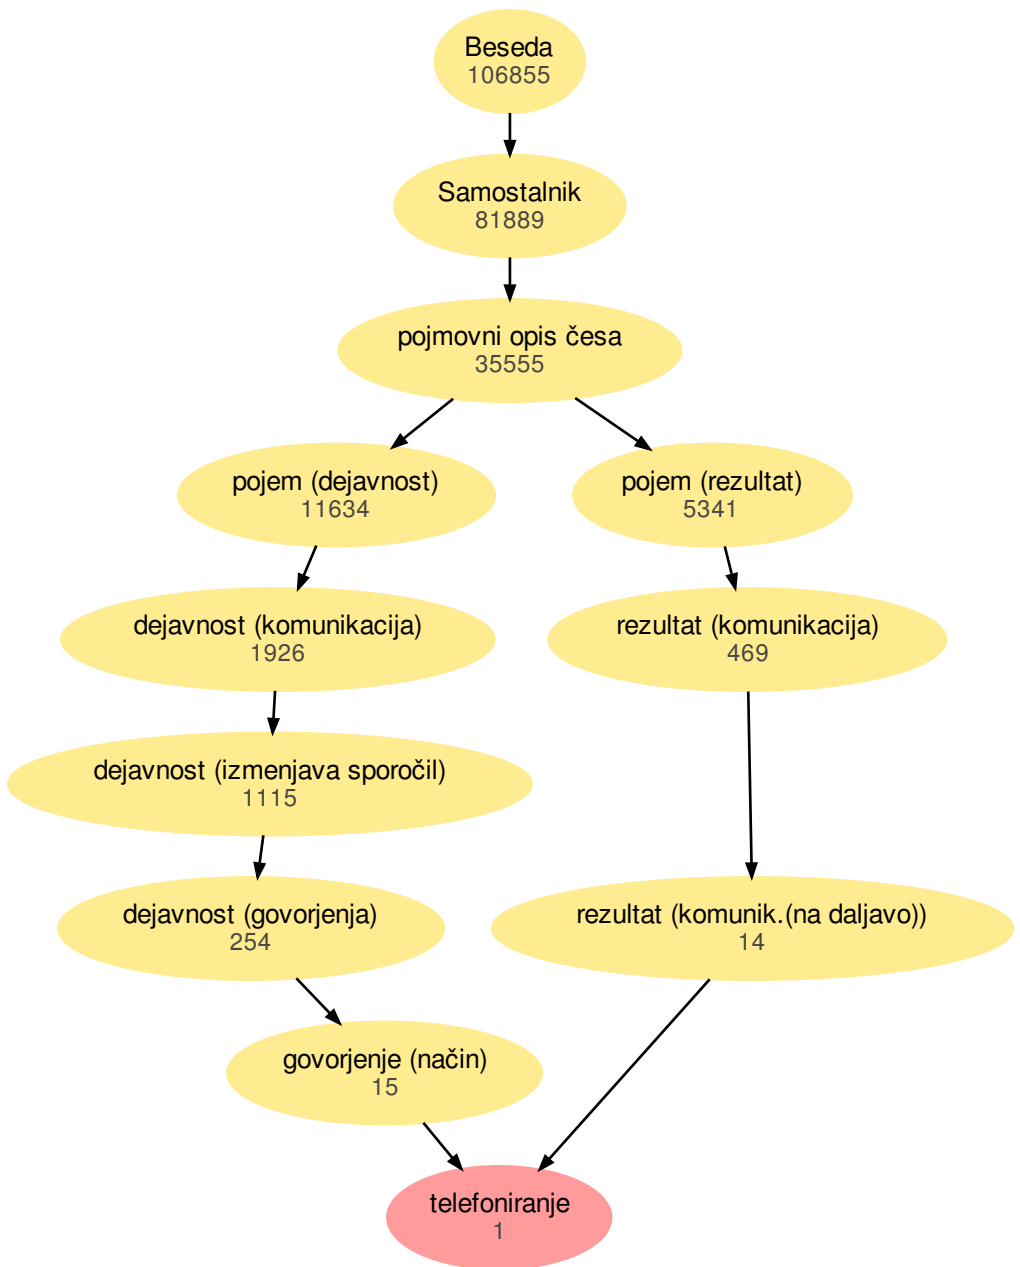 Beseda
106855
Samostalnik
81889
pojmovni opis česa
35555
pojem (dejavnost)
11634
pojem (rezultat)
5341
dejavnost (komunikacija)
1926
rezultat (komunikacija)
469
dejavnost (izmenjava sporočil)
1115
dejavnost (govorjenja)
254
rezultat (komunik.(na daljavo))
14
govorjenje (način)
15
telefoniranje
1